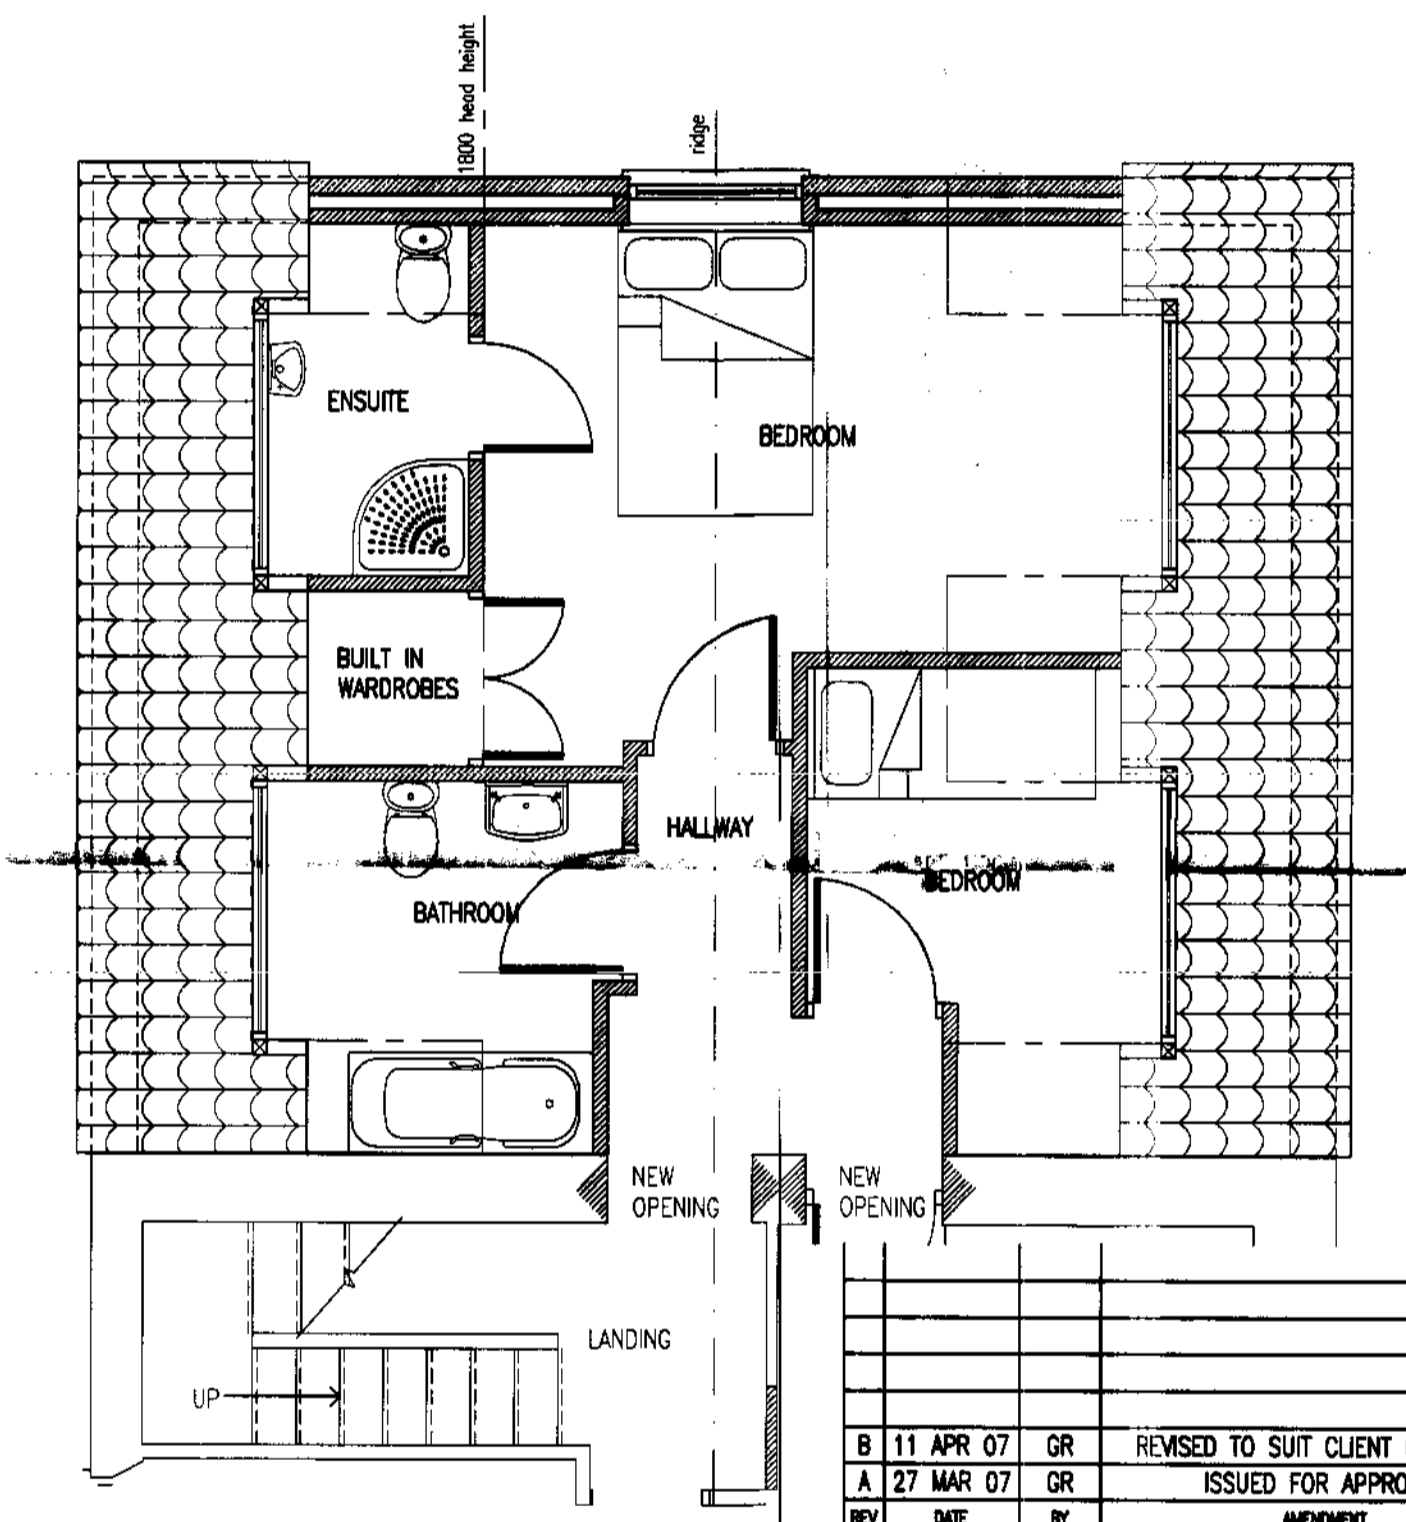 1800 head height
ridge
ENSUITE
BEDROOM
BUILT IN
WARDROBES
HALLWAY
BEDROOM
BATHROOM
NEW
OPENING
NEW
OPENING
LANDING
UP
B 11 APR 07 GR REVISED TO SUIT CLIENT
A 27 MAR 07 GR ISSUED FOR APPRO
REV DATE BY AMENDMENT